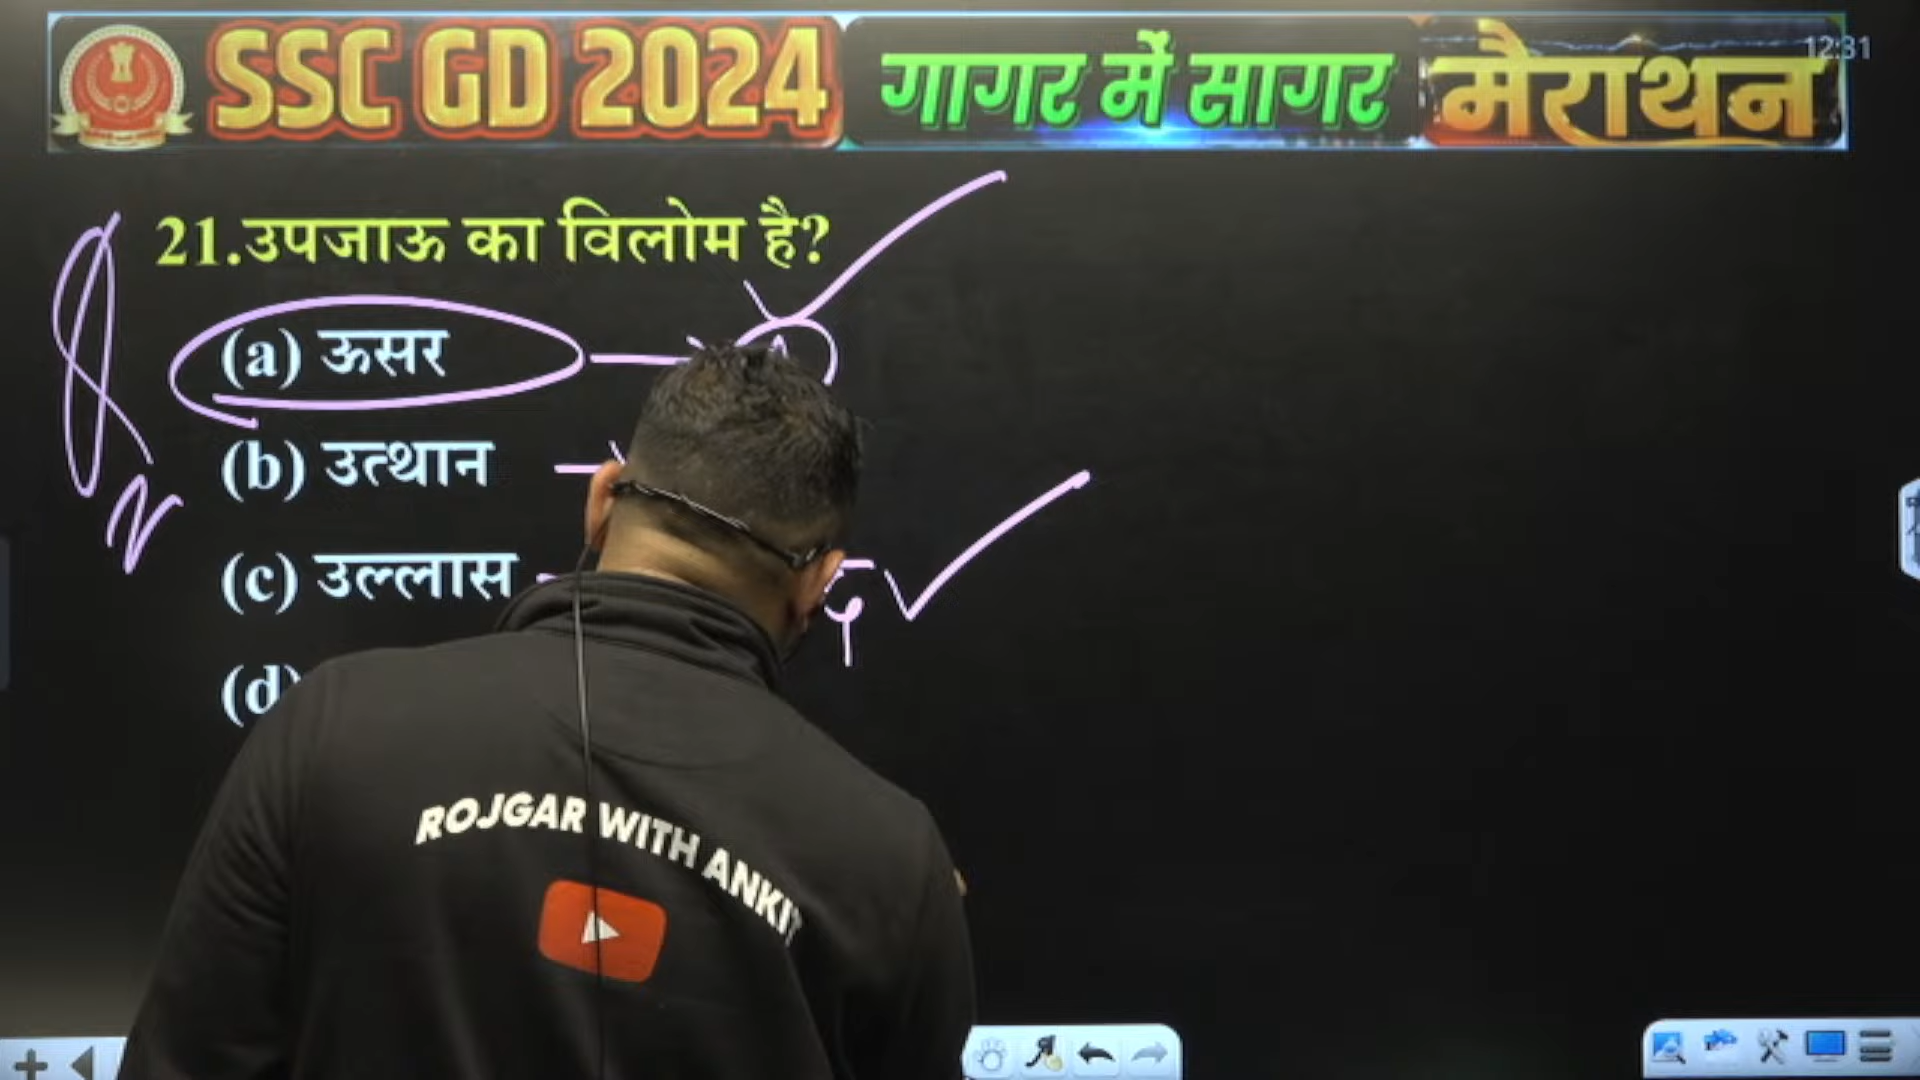 SSC GD 2024 गागर में सागर मैराथन
12:31
21.उपजाऊ का विलोम है?
(a) ऊसर
(b) उत्थान
(c) उल्लास
(d)
ROJGAR WITH ANKIT